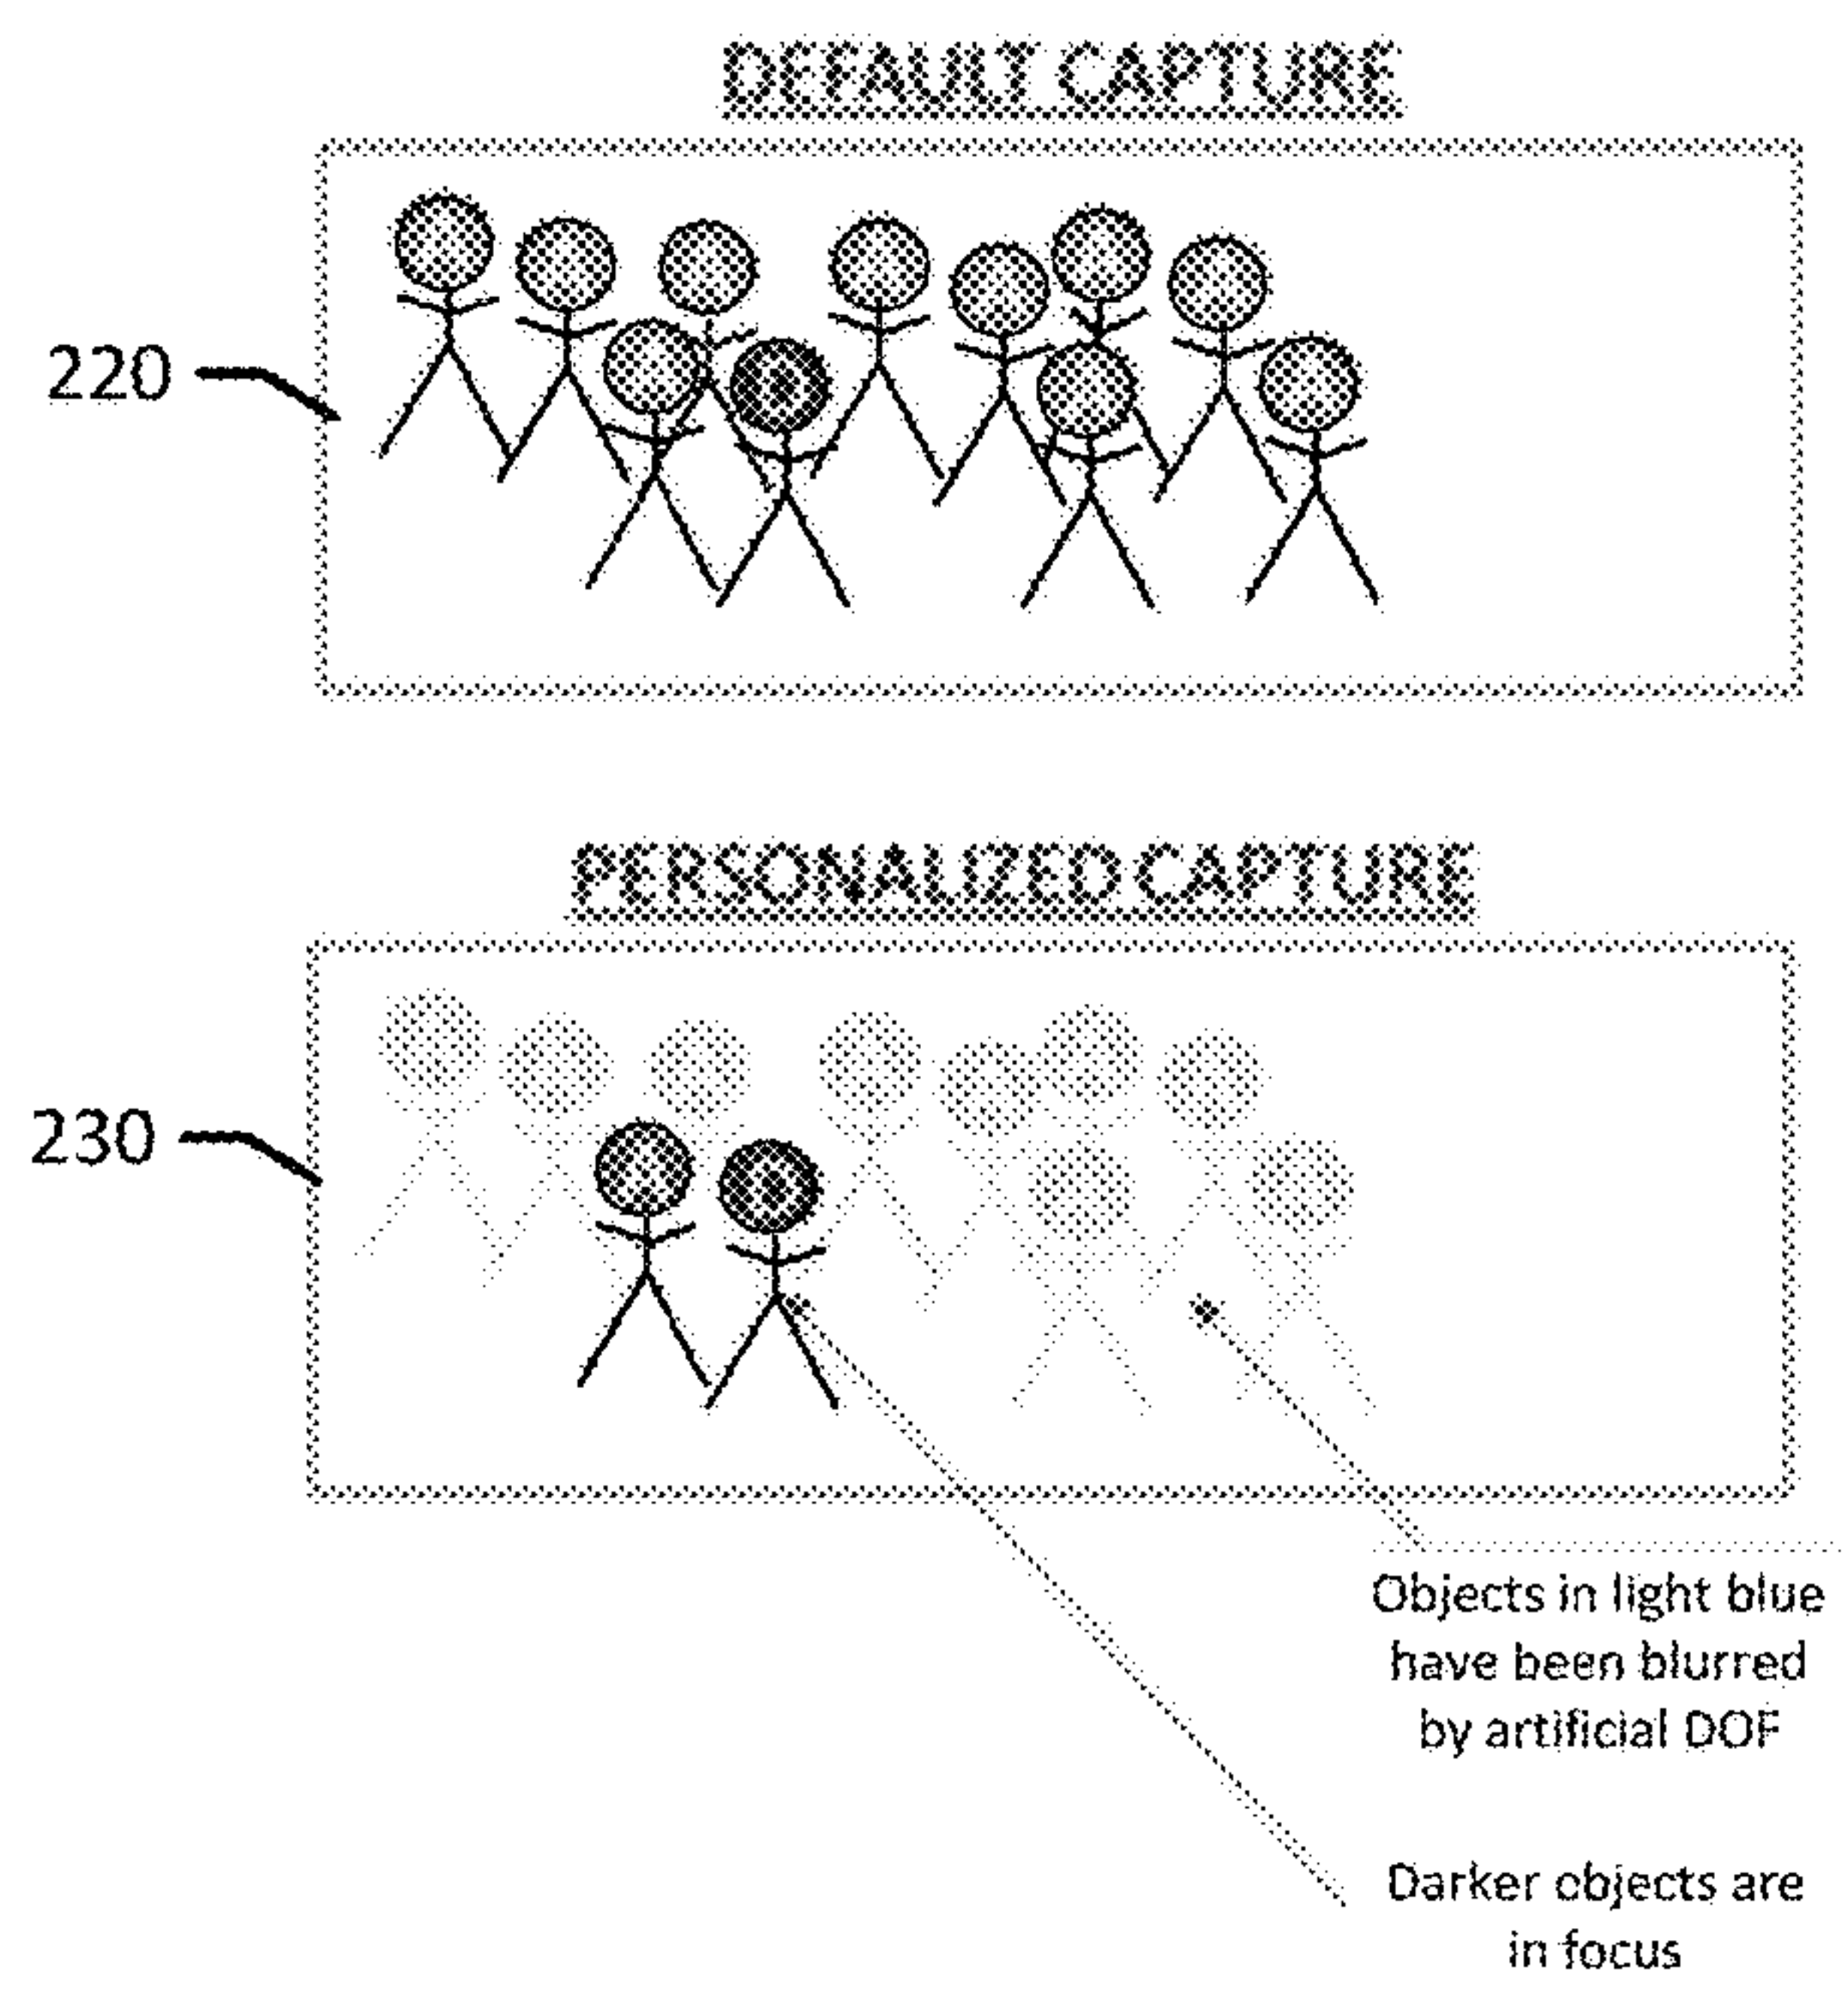 DEFAULT CAPTURE
220
PERSONALIZED CAPTURE
230
Objects in light blue
have been blurred
by artificial DOF
Darker objects are
in focus